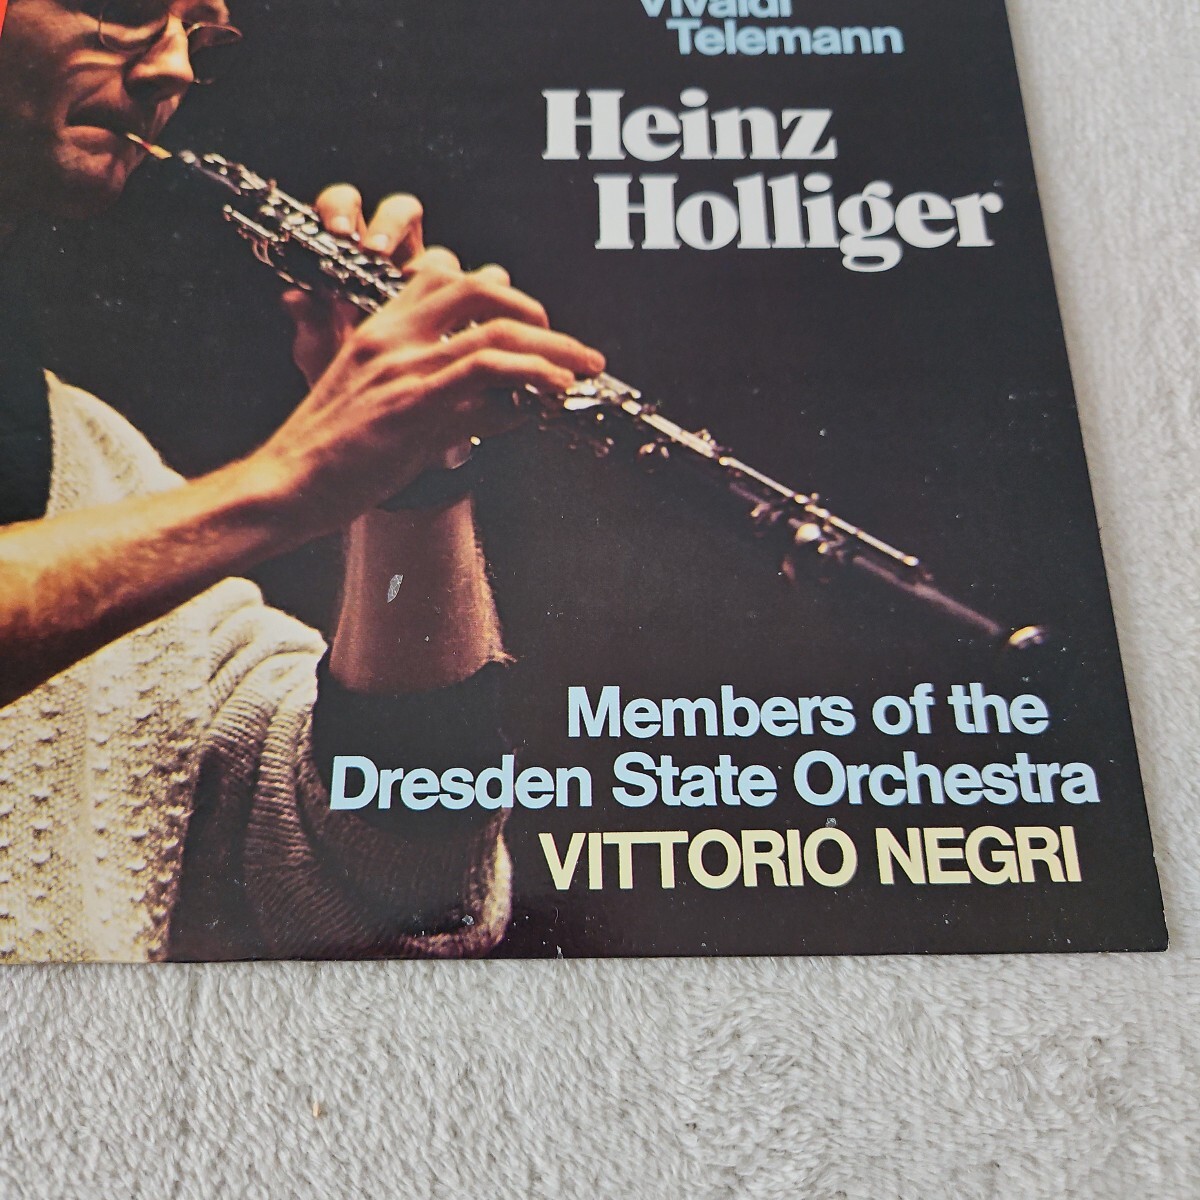 Vivaldi
Telemann
Heinz
Holliger
Members of the
Dresden State Orchestra
VITTORIO NEGRI